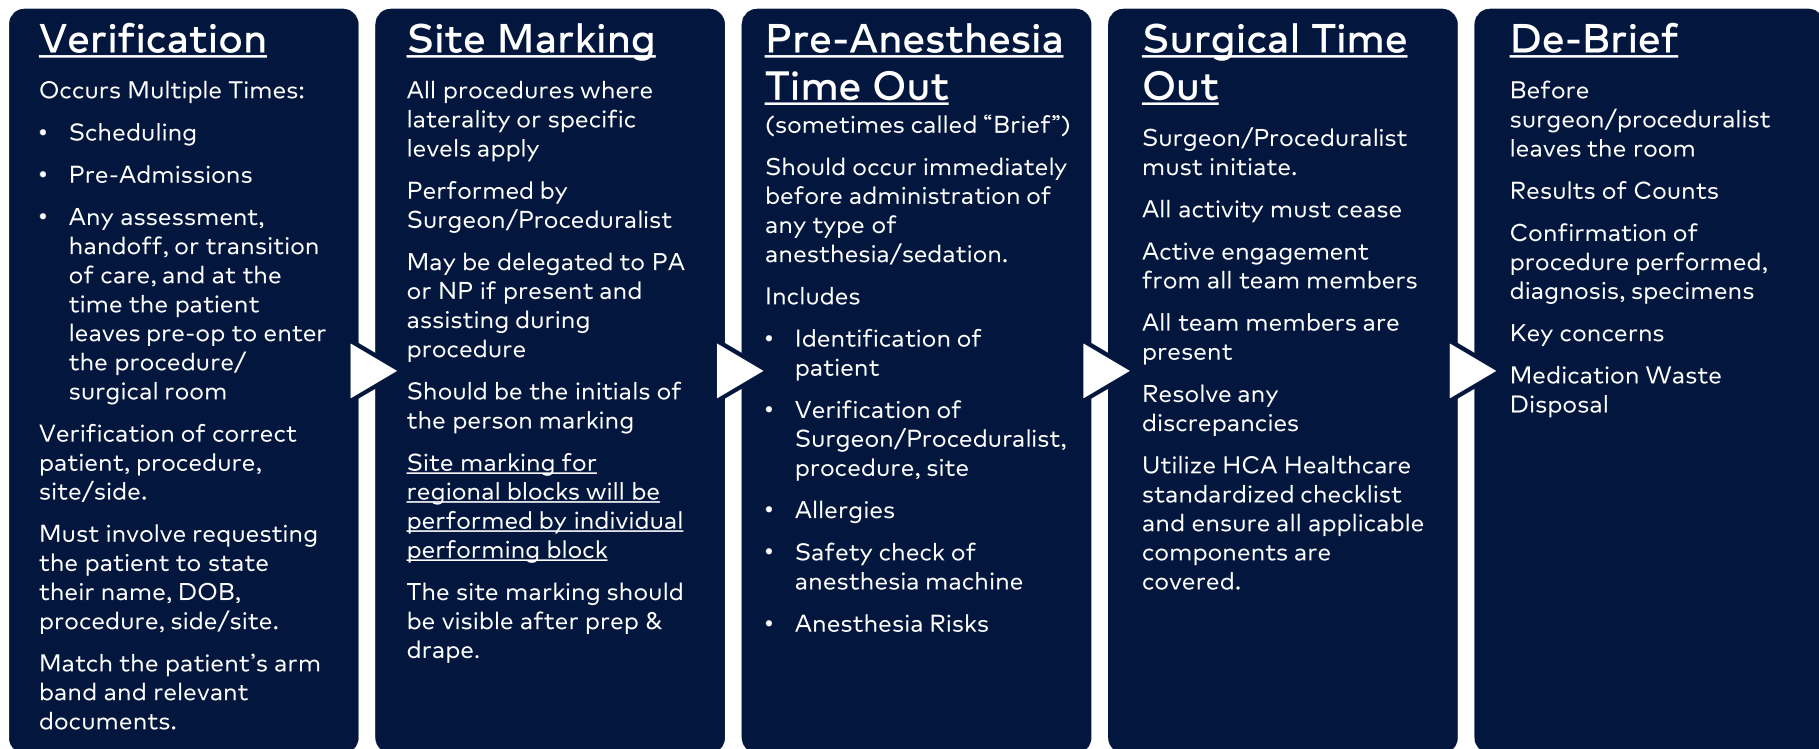 Verification
Occurs Multiple Times:
• Scheduling
• Pre-Admissions
• Any assessment,
handoff, or transition
of care, and at the
time the patient
leaves pre-op to enter
the procedure/
surgical room
Verification of correct
patient, procedure,
site/side.
Must involve requesting
the patient to state
their name, DOB,
procedure, side/site.
Match the patient’s arm
band and relevant
documents.
Site Marking
All procedures where
laterality or specific
levels apply
Performed by
Surgeon/Proceduralist
May be delegated to PA
or NP if present and
assisting during
procedure
Should be the initials of
the person marking
Site marking for
regional blocks will be
performed by individual
performing block
The site marking should
be visible after prep &
drape.
Pre-Anesthesia
Time Out
(sometimes called “Brief”)
Should occur immediately
before administration of
any type of
anesthesia/sedation.
Includes
• Identification of
patient
• Verification of
Surgeon/Proceduralist,
procedure, site
• Allergies
• Safety check of
anesthesia machine
• Anesthesia Risks
Surgical Time
Out
Surgeon/Proceduralist
must initiate.
All activity must cease
Active engagement
from all team members
All team members are
present
Resolve any
discrepancies
Utilize HCA Healthcare
standardized checklist
and ensure all applicable
components are
covered.
De-Brief
Before
surgeon/proceduralist
leaves the room
Results of Counts
Confirmation of
procedure performed,
diagnosis, specimens
Key concerns
Medication Waste
Disposal